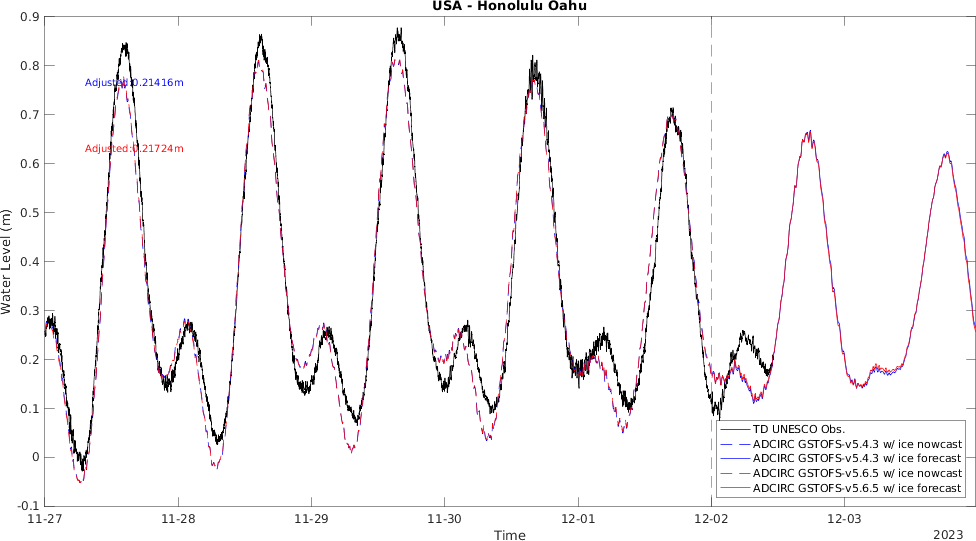 USA - Honolulu Oahu
0.9
0.8
Adjusted:0.21416m
0.7
Adjusted:0.21724m
0.6
0.5
Water Level (m)
0.4
0.3
0.2
0.1
0
-0.1
TD UNESCO Obs.
ADCIRC GSTOFS-v5.4.3 w/ ice nowcast
ADCIRC GSTOFS-v5.4.3 w/ ice forecast
ADCIRC GSTOFS-v5.6.5 w/ ice nowcast
ADCIRC GSTOFS-v5.6.5 w/ ice forecast
11-27 11-28 11-29 11-30 12-01 12-02 12-03
Time
2023